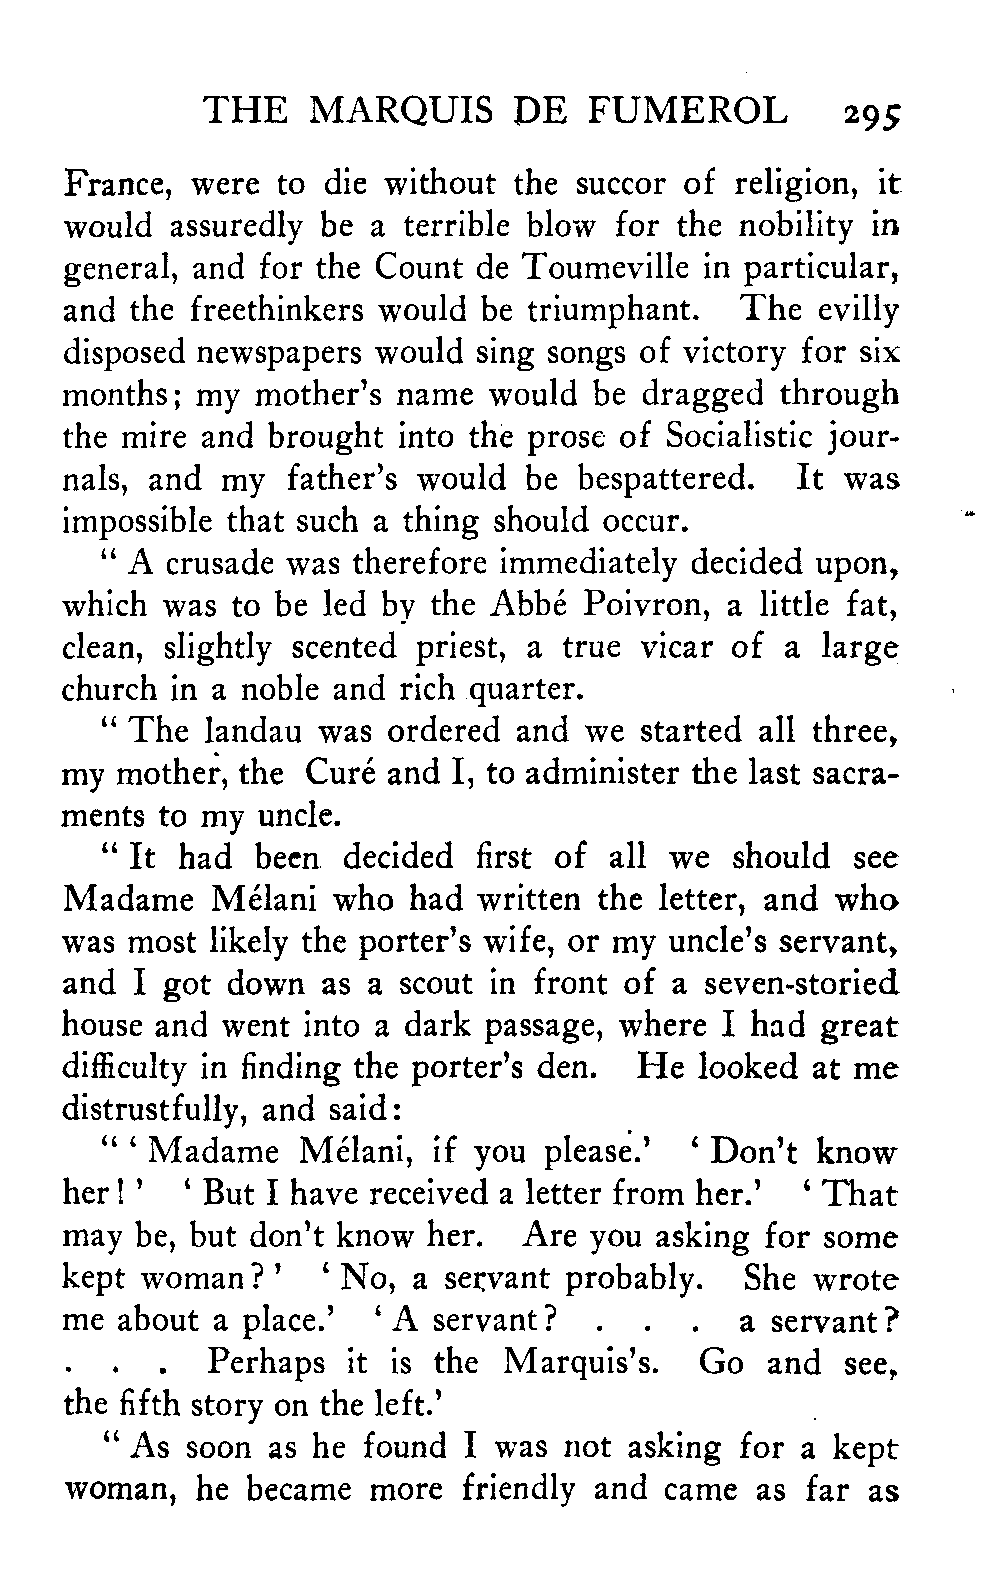 THE MARQUIS DE FUMEROL 295
France, were to die without the succor of religion, it
would assuredly be a terrible blow for the nobility in
general, and for the Count de Toumeville in particular,
and the freethinkers would be triumphant. The evilly
disposed newspapers would sing songs of victory for six
months; my mother's name would be dragged through
the mire and brought into the prose of Socialistic jour-
nals, and my father's would be bespattered. It was
impossible that such a thing should occur.
“ A crusade was therefore immediately decided upon,
which was to be led by the Abbé Poivron, a little fat,
clean, slightly scented priest, a true vicar of a large
church in a noble and rich quarter.
“ The landau was ordered and we started all three,
my mother, the Curé and I, to administer the last sacra-
ments to my uncle.
“ It had been decided first of all we should see
Madame Mélani who had written the letter, and who
was most likely the porter's wife, or my uncle's servant,
and I got down as a scout in front of a seven-storied
house and went into a dark passage, where I had great
difficulty in finding the porter's den. He looked at me
distrustfully, and said:
“ ‘ Madame Mélani, if you please.’ ‘ Don't know
her! ’ ‘ But I have received a letter from her.’ ‘ That
may be, but don't know her. Are you asking for some
kept woman? ’ ‘ No, a servant probably. She wrote
me about a place.’ ‘ A servant? . . . a servant?
. . . Perhaps it is the Marquis's. Go and see,
the fifth story on the left.’
“ As soon as he found I was not asking for a kept
woman, he became more friendly and came as far as